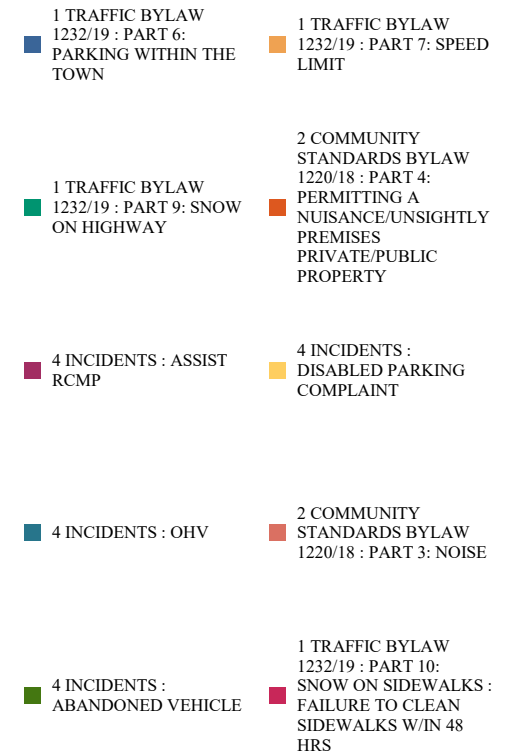 1 TRAFFIC BYLAW
1232/19 : PART 6:
PARKING WITHIN THE
TOWN
1 TRAFFIC BYLAW
1232/19 : PART 7: SPEED
LIMIT
1 TRAFFIC BYLAW
1232/19 : PART 9: SNOW
ON HIGHWAY
2 COMMUNITY
STANDARDS BYLAW
1220/18 : PART 4:
PERMITTING A
NUISANCE/UNSIGHTLY
PREMISES
PRIVATE/PUBLIC
PROPERTY
4 INCIDENTS : ASSIST
RCMP
4 INCIDENTS :
DISABLED PARKING
COMPLAINT
4 INCIDENTS : OHV
2 COMMUNITY
STANDARDS BYLAW
1220/18 : PART 3: NOISE
4 INCIDENTS :
ABANDONED VEHICLE
1 TRAFFIC BYLAW
1232/19 : PART 10:
SNOW ON SIDEWALKS :
FAILURE TO CLEAN
SIDEWALKS W/IN 48
HRS